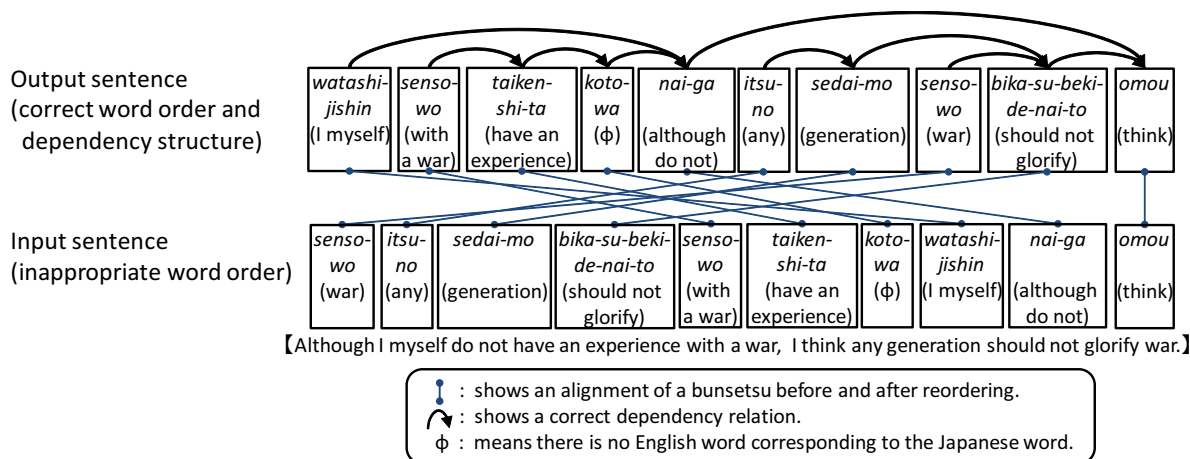 Output sentence
(correct word order and
dependency structure)
watashi-
jishin
(I myself)
senso-
wo
(with
a war)
taiken-
shi-ta
(have an
experience)
koto-
wa
(ϕ)
nai-ga
(although
do not)
itsu-
no
(any)
sedai-mo
(generation)
senso-
wo
(war)
bika-su-beki-
de-nai-to
(should not
glorify)
omou
(think)
Input sentence
(inappropriate word order)
senso-
wo
(war)
itsu-
no
(any)
sedai-mo
(generation)
bika-su-beki-
de-nai-to
(should not
glorify)
senso-
wo
(with
a war)
taiken-
shi-ta
(have an
experience)
koto-
wa
(ϕ)
watashi-
jishin
(I myself)
nai-ga
(although
do not)
omou
(think)
【Although I myself do not have an experience with a war, I think any generation should not glorify war.】
: shows an alignment of a bunsetsu before and after reordering.
: shows a correct dependency relation.
ϕ : means there is no English word corresponding to the Japanese word.